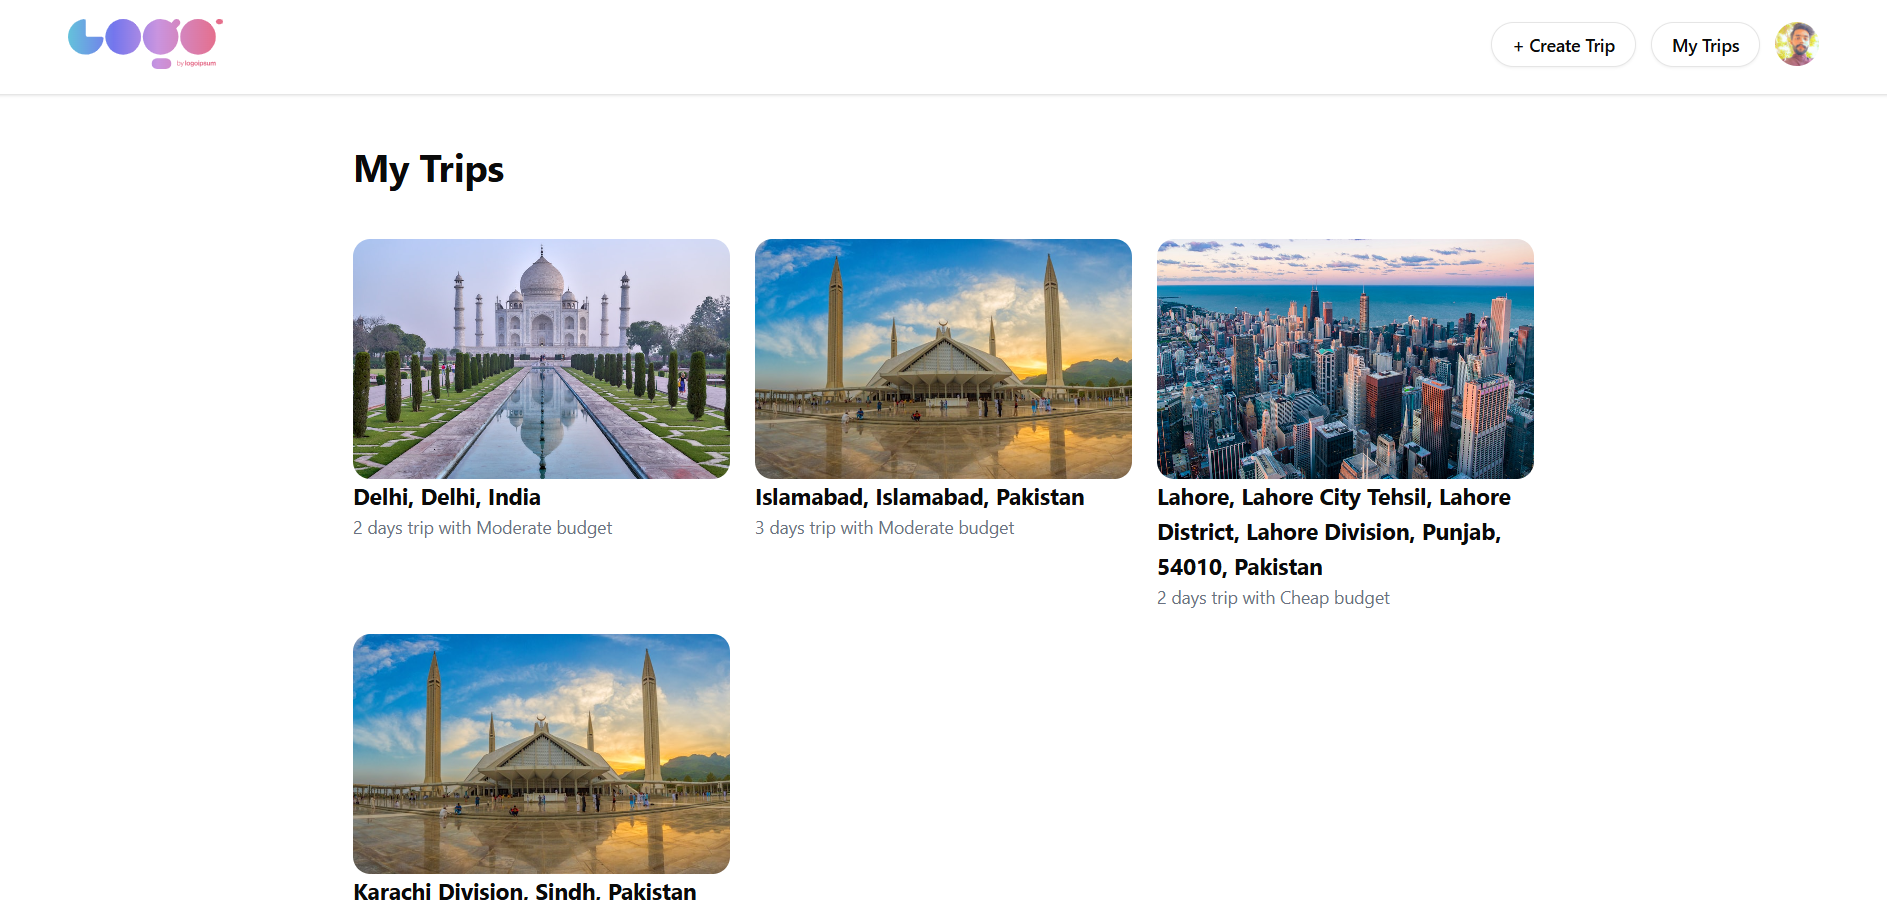 Logo
by logoipsum
+ Create Trip
My Trips
My Trips
Delhi, Delhi, India
2 days trip with Moderate budget
Islamabad, Islamabad, Pakistan
3 days trip with Moderate budget
Lahore, Lahore City Tehsil, Lahore
District, Lahore Division, Punjab,
54010, Pakistan
2 days trip with Cheap budget
Karachi Division, Sindh, Pakistan